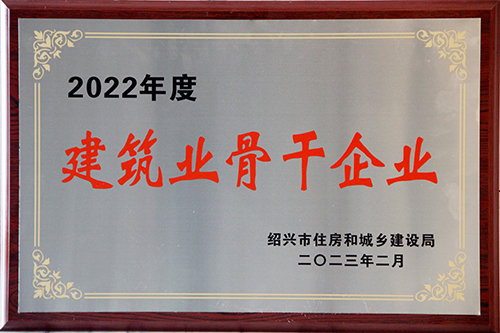 2022年度
建筑业骨干企业
绍兴市住房和城乡建设局
二〇二三年二月